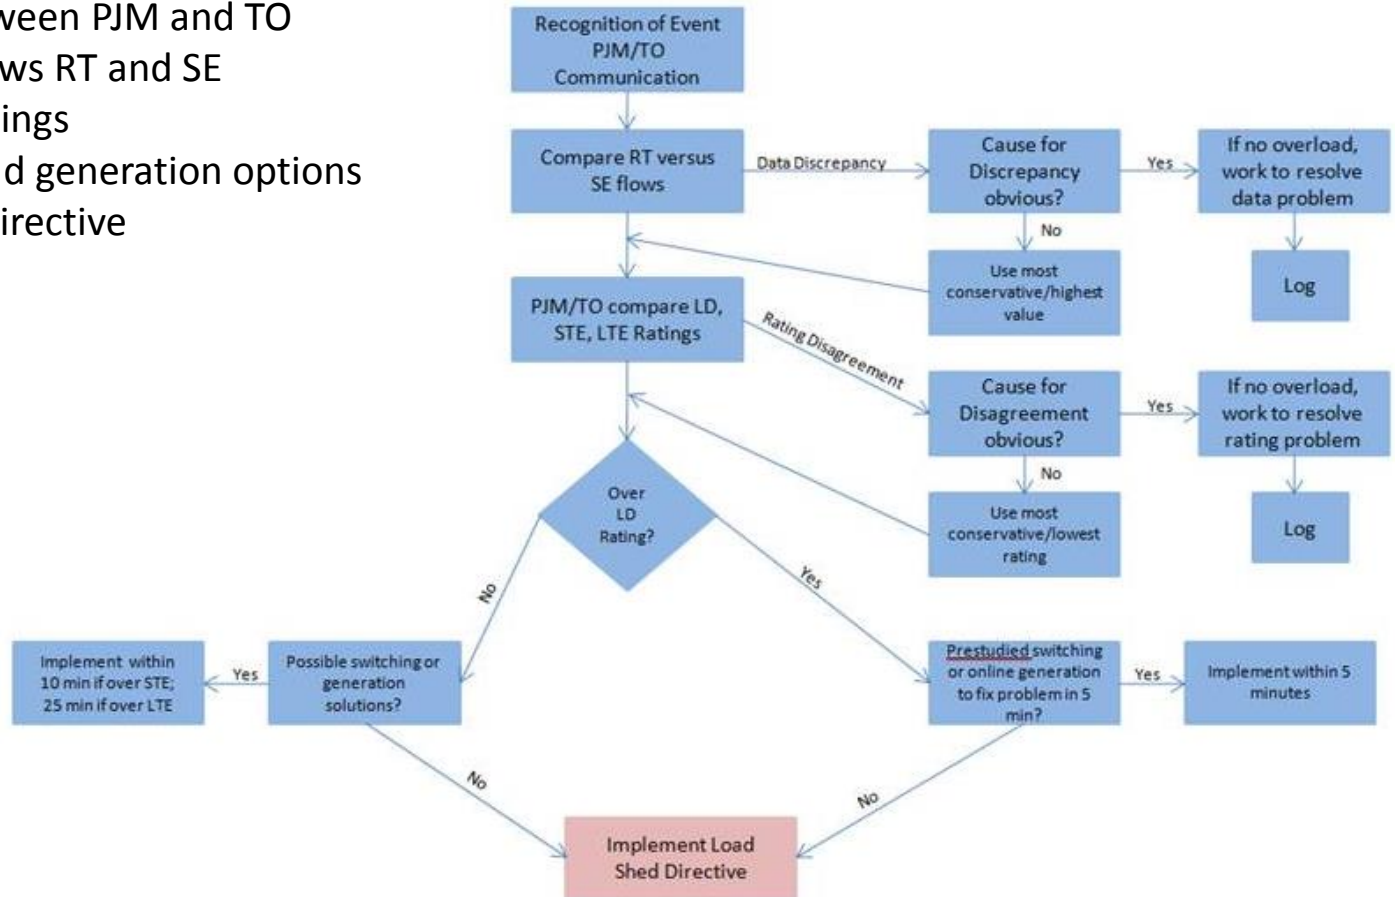 ween PJM and TO
ws RT and SE
ings
d generation options
irective
Recognition of Event
PJM/TO
Communication
Compare RT versus
SE flows
Data Discrepancy
Cause for
Discrepancy
obvious?
Yes
If no overload,
work to resolve
data problem
No
Use most
conservative/highest
value
Log
PJM/TO compare LD,
STE, LTE Ratings
Rating Disagreement
Cause for
Disagreement
obvious?
Yes
If no overload,
work to resolve
rating problem
No
Use most
conservative/lowest
rating
Log
Over
LD
Rating?
No
Yes
Implement within
10 min if over STE;
25 min if over LTE
Yes
Possible switching or
generation
solutions?
Prestudied switching
or online generation
to fix problem in 5
min?
Yes
Implement within 5
minutes
No
No
Implement Load
Shed Directive